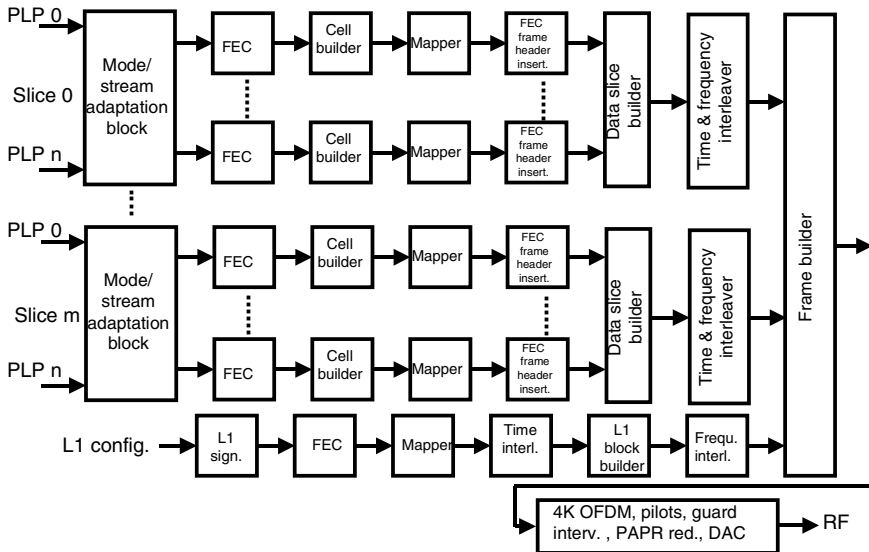 PLP 0
Slice 0
PLP n
Mode/
stream
adaptation
block
FEC
Cell
builder
Mapper
FEC
frame
header
insert.
FEC
Cell
builder
Mapper
FEC
frame
header
insert.
Data slice
builder
Time & frequency
interleaver
PLP 0
Slice m
PLP n
Mode/
stream
adaptation
block
FEC
Cell
builder
Mapper
FEC
frame
header
insert.
FEC
Cell
builder
Mapper
FEC
frame
header
insert.
Data slice
builder
Time & frequency
interleaver
Frame builder
L1 config.
L1
sign.
FEC
Mapper
Time
interl.
L1
block
builder
Frequ.
interl.
4K OFDM, pilots, guard
interv. , PAPR red., DAC
RF